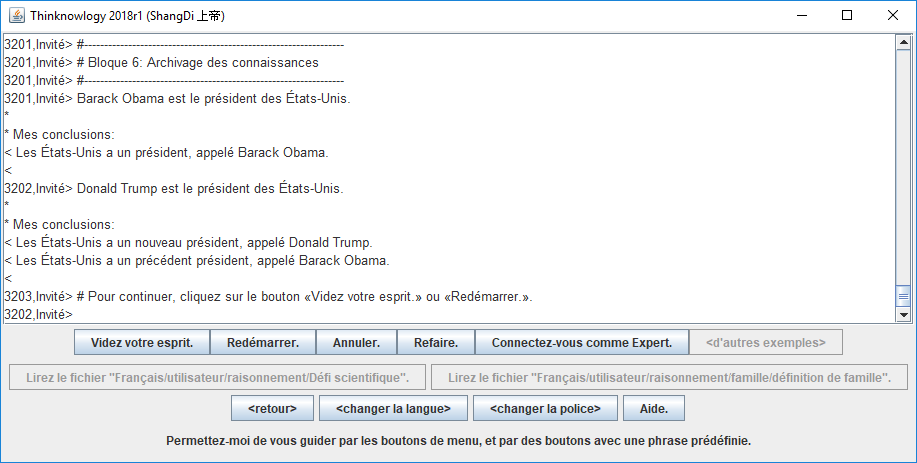 Thinknowlogy 2018r1 (ShangDi 上帝)
3201,Invité> #-----------------------------------------------------------------
3201,Invité> # Bloque 6: Archivage des connaissances
3201,Invité> #-----------------------------------------------------------------
3201,Invité> Barack Obama est le président des États-Unis.
*
* Mes conclusions:
< Les États-Unis a un président, appelé Barack Obama.
<
3202,Invité> Donald Trump est le président des États-Unis.
*
* Mes conclusions:
< Les États-Unis a un nouveau président, appelé Donald Trump.
< Les États-Unis a un précédent président, appelé Barack Obama.
<
3203,Invité> # Pour continuer, cliquez sur le bouton «Videz votre esprit.» ou «Redémarrer.».
3202,Invité>
Videz votre esprit. Redémarrer. Annuler. Refaire. Connectez-vous comme Expert. <d'autres exemples>
Lirez le fichier "Français/utilisateur/raisonnement/Défi scientifique". Lirez le fichier "Français/utilisateur/raisonnement/famille/définition de famille".
<retour> <changer la langue> <changer la police> Aide.
Permettez-moi de vous guider par les boutons de menu, et par des boutons avec une phrase prédéfinie.